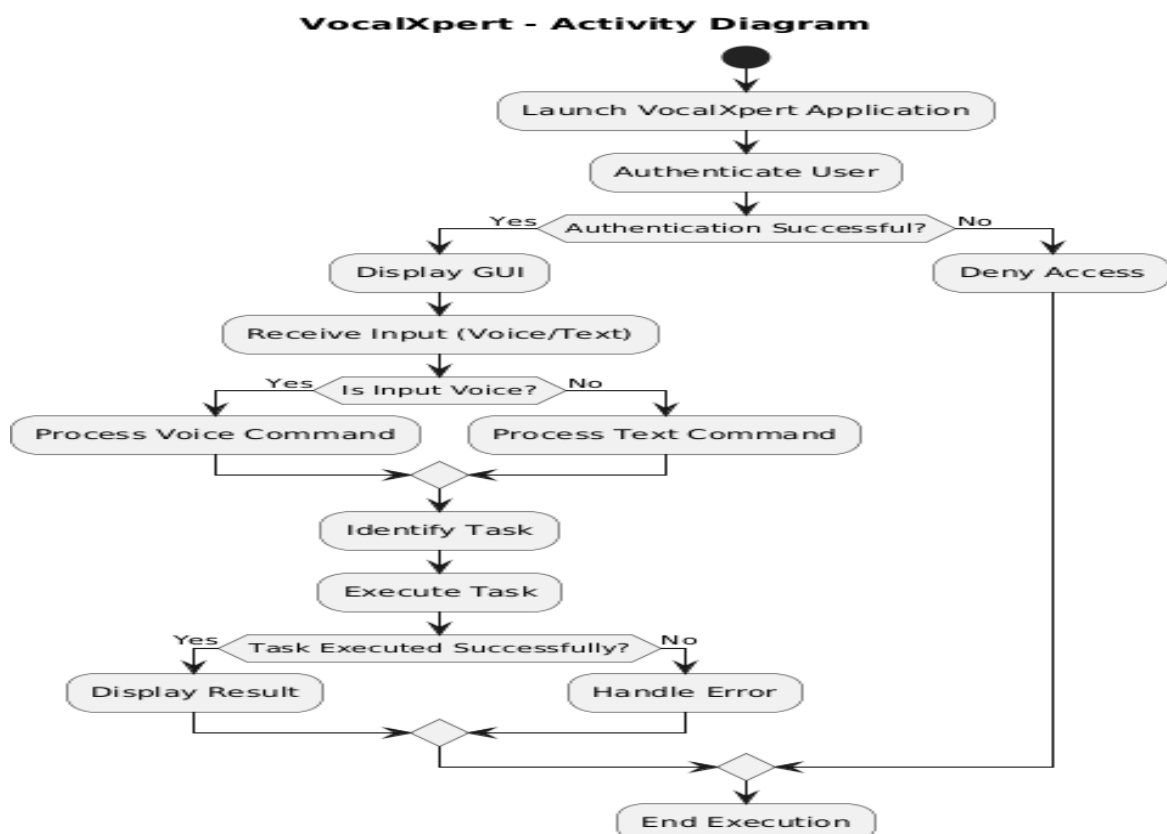 VocalXpert - Activity Diagram
Launch VocalXpert Application
Authenticate User
Yes
Authentication Successful?
No
Display GUI
Deny Access
Receive Input (Voice/Text)
Yes
Is Input Voice?
No
Process Voice Command
Process Text Command
Identify Task
Execute Task
Yes
Task Executed Successfully?
No
Display Result
Handle Error
End Execution